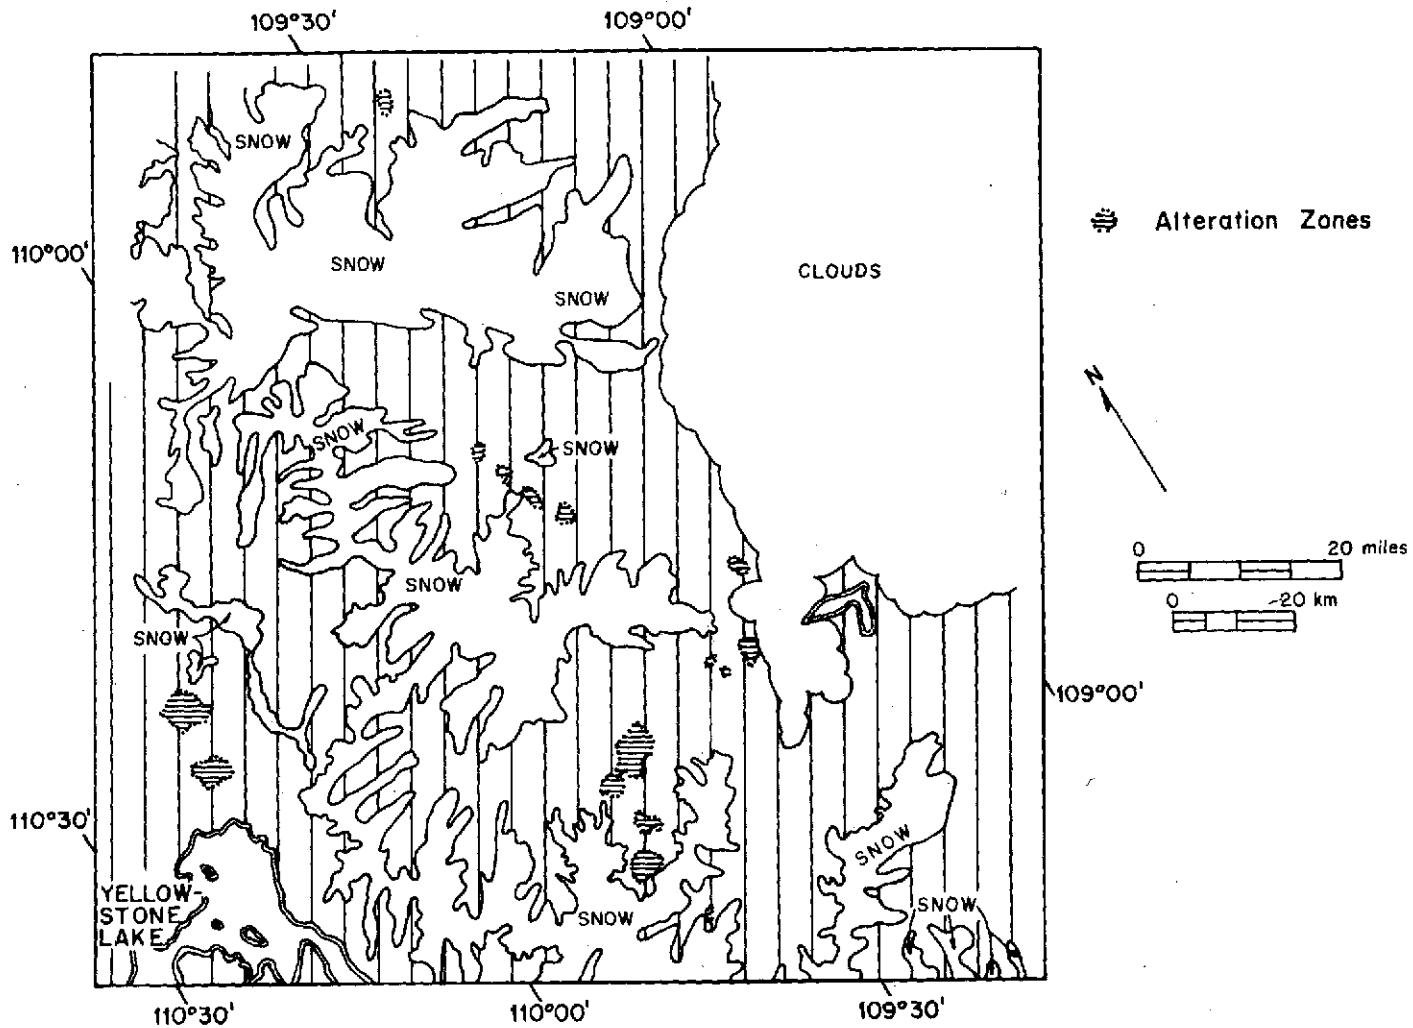 109°30'
109°00'
SNOW
Alteration Zones
110°00'
SNOW
CLOUDS
SNOW
N
SNOW
SNOW
0 20 miles
SNOW
0 20 km
SNOW
109°00'
110°30'
SNOW
YELLOW-
STONE
LAKE
SNOW
SNOW
110°30'
110°00'
109°30'